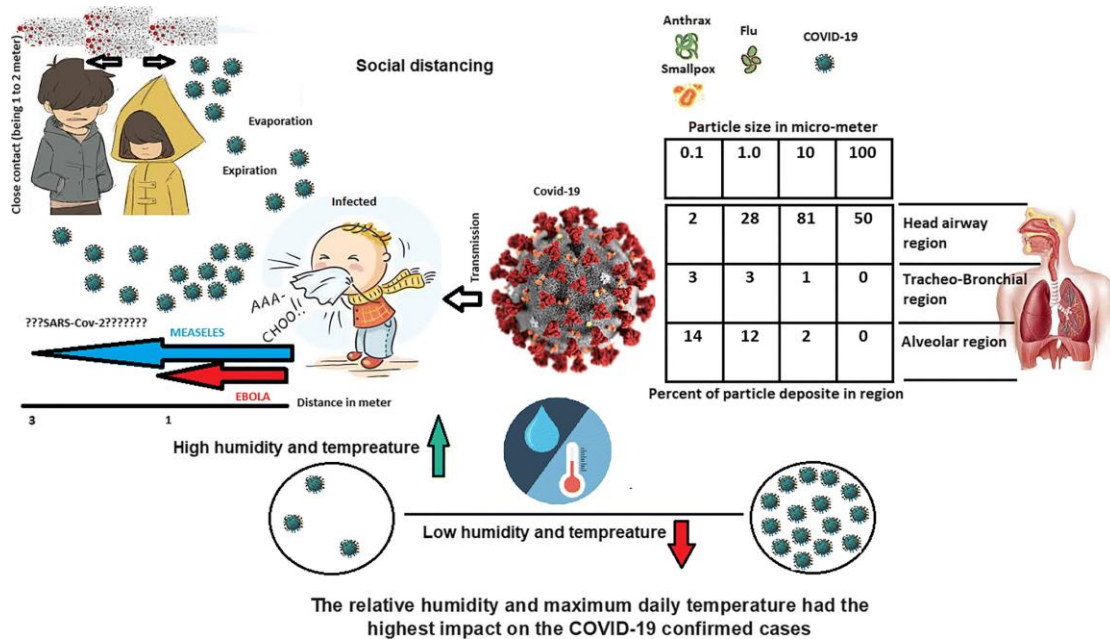 Close contact (being 1 to 2 meter)
Social distancing
Evaporation
Expiration
Infected
AAA-
CHOO!!
Transmission
Covid-19
Anthrax
Flu
COVID-19
Smallpox
Particle size in micro-meter
0.1 1.0 10 100
2 28 81 50 Head airway
region
3 3 1 0 Tracheo-Bronchial
region
14 12 2 0 Alveolar region
Percent of particle deposite in region
???SARS-Cov-2???????
MEASELES
EBOLA
Distance in meter
3 1
High humidity and tempreature
Low humidity and tempreature
The relative humidity and maximum daily temperature had the
highest impact on the COVID-19 confirmed cases